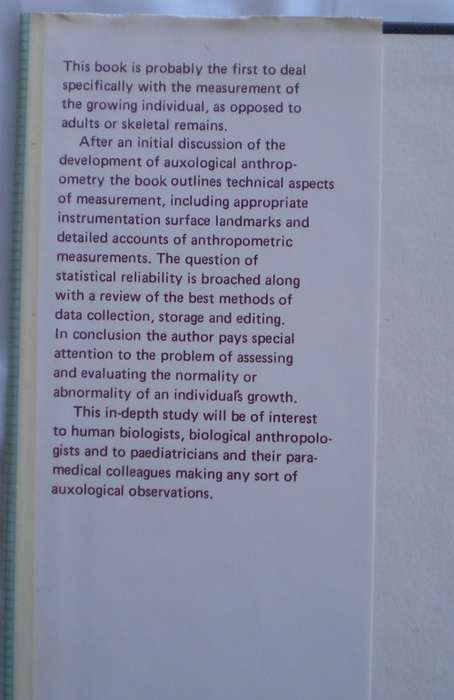 This book is probably the first to deal
specifically with the measurement of
the growing individual, as opposed to
adults or skeletal remains.
After an initial discussion of the
development of auxological anthrop-
ometry the book outlines technical aspects
of measurement, including appropriate
instrumentation surface landmarks and
detailed accounts of anthropometric
measurements. The question of
statistical reliability is broached along
with a review of the best methods of
data collection, storage and editing.
In conclusion the author pays special
attention to the problem of assessing
and evaluating the normality or
abnormality of an individual's growth.
This in-depth study will be of interest
to human biologists, biological anthropolo-
gists and to paediatricians and their para-
medical colleagues making any sort of
auxological observations.